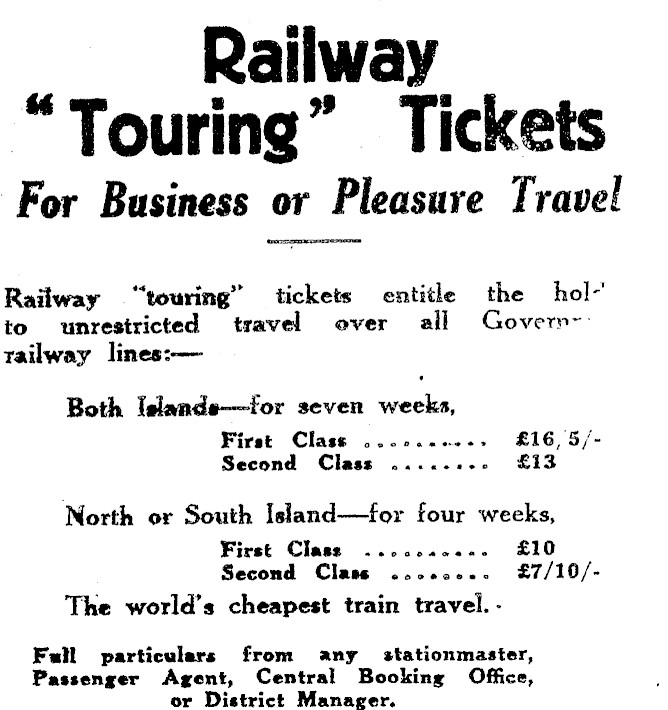 Railway
"Touring" Tickets
For Business or Pleasure Travel
Railway "touring" tickets entitle the
to unrestricted travel over all
railway lines:—
Both Islands—for seven weeks,
First Class ........... £16/5/-
Second Class ........ £13
North or South Island—for four weeks,
First Class .......... £10
Second Class ........ £7/10/-
The world's cheapest train travel.
Full particulars from any stationmaster,
Passenger Agent, Central Booking Office,
or District Manager.